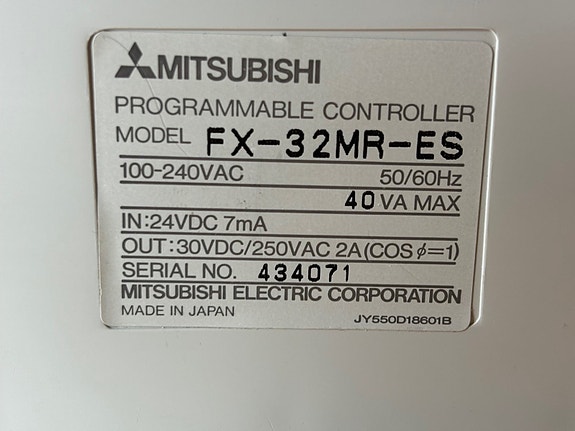 MITSUBISHI
PROGRAMMABLE CONTROLLER
MODEL FX-32MR-ES
100-240VAC 50/60Hz
40 VA MAX
IN:24VDC 7mA
OUT:30VDC/250VAC 2A(COS ϕ=1)
SERIAL NO. 434071
MITSUBISHI ELECTRIC CORPORATION
MADE IN JAPAN JY550D18601B